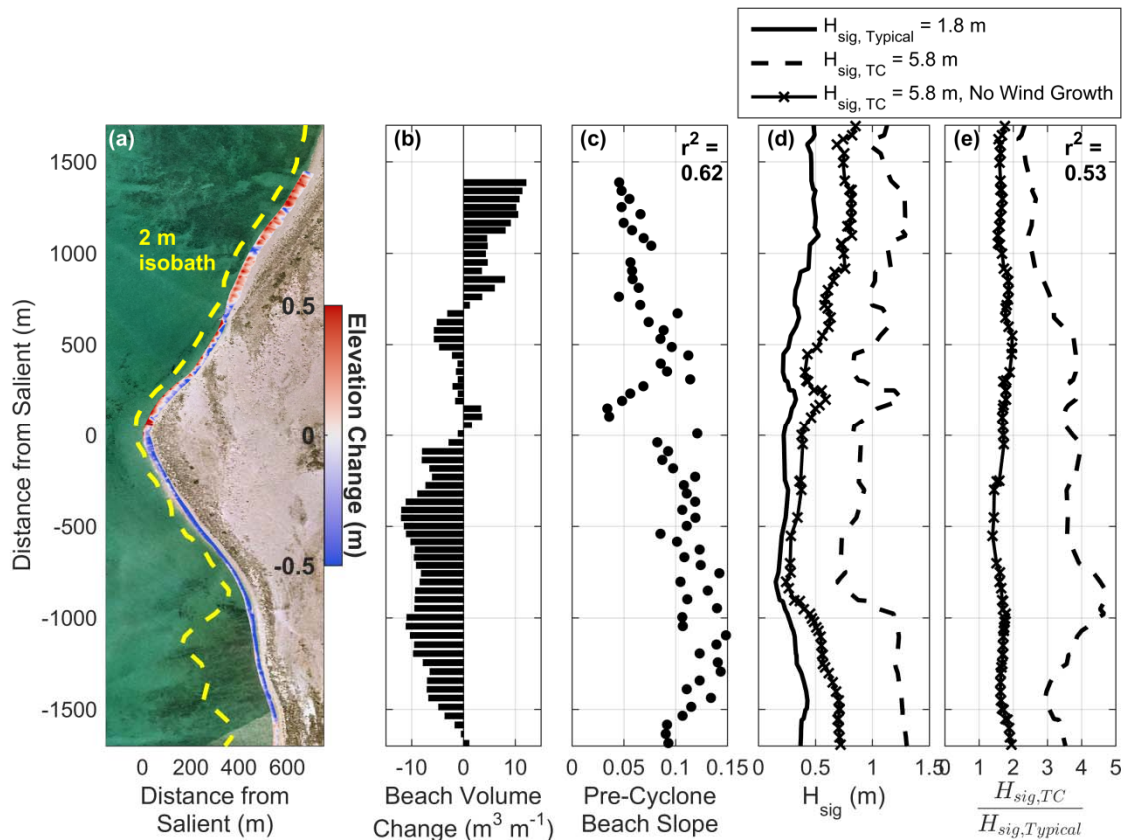 H_sig, Typical = 1.8 m
H_sig, TC = 5.8 m
H_sig, TC = 5.8 m, No Wind Growth
(a)
(b)
(c)
r² =
0.62
(d)
(e)
r² =
0.53
2 m
isobath
0.5
0
-0.5
Elevation Change (m)
1500
1000
500
0
-500
-1000
-1500
Distance from Salient (m)
0 200 400 600
Distance from
Salient (m)
-10 0 10
Beach Volume
Change (m³ m⁻¹)
0 0.05 0.1 0.15
Pre-Cyclone
Beach Slope
0 0.5 1 1.5
H_sig (m)
1 2 3 4 5
H_sig,TC
H_sig,Typical